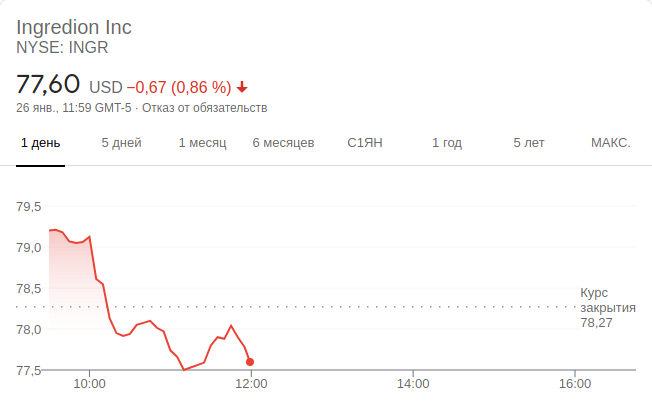 Ingredion Inc
NYSE: INGR
77,60 USD −0,67 (0,86 %)
26 янв., 11:59 GMT-5 · Отказ от обязательств
1 день 5 дней 1 месяц 6 месяцев С1ЯН 1 год 5 лет МАКС.
79,5
79,0
78,5
78,0
77,5
Курс
закрытия
78,27
10:00 12:00 14:00 16:00